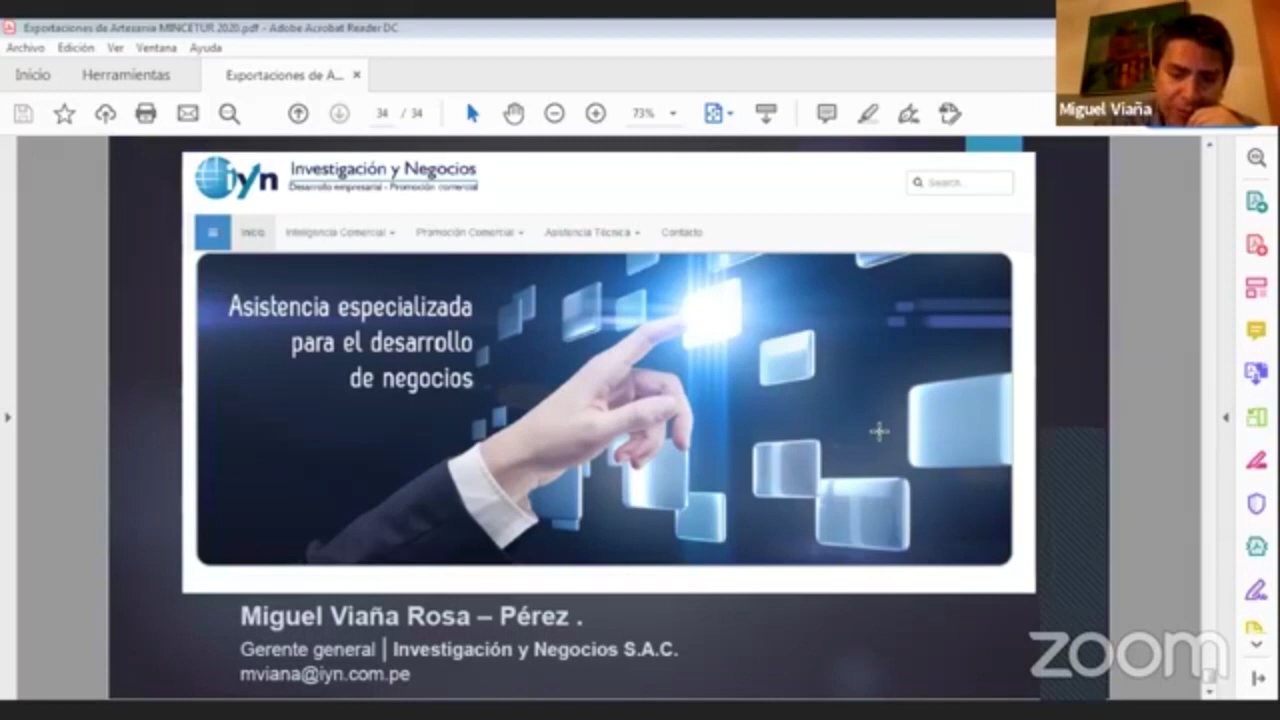 Exportaciones de Artesania MINCETUR 2020.pdf - Adobe Acrobat Reader DC
Archivo Edición Ver Ventana Ayuda
Inicio Herramientas Exportaciones de A... ×
34 / 34 73%
Miguel Viaña
iyn Investigación y Negocios
Desarrollo empresarial - Promoción comercial
Search...
Inicio Inteligencia Comercial Promoción Comercial Asistencia Técnica Contacto
Asistencia especializada
para el desarrollo
de negocios
Miguel Viaña Rosa – Pérez .
Gerente general | Investigación y Negocios S.A.C.
mviana@iyn.com.pe
zoom